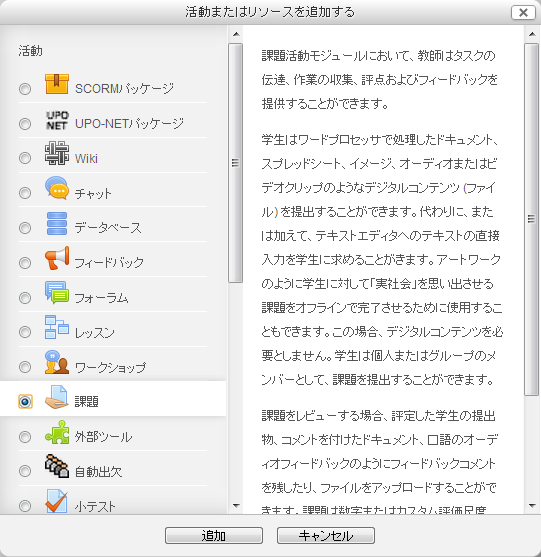 活動またはリソースを追加する
活動
SCORMパッケージ
UPO
NET
UPO-NETパッケージ
Wiki
チャット
データベース
フィードバック
フォーラム
レッスン
ワークショップ
課題
外部ツール
自動出欠
小テスト
課題活動モジュールにおいて、教師はタスクの
伝達、作業の収集、評点およびフィードバックを
提供することができます。
学生はワードプロセッサで処理したドキュメント、
スプレッドシート、イメージ、オーディオまたはビ
デオクリップのようなデジタルコンテンツ (ファイ
ル) を提出することができます。代わりに、また
は加えて、テキストエディタへのテキストの直接
入力を学生に求めることがきます。アートワーク
のように学生に対して「実社会」を思い出させる
課題をオフラインで完了させるために使用するこ
ともできます。この場合、デジタルコンテンツを必
要としません。学生は個人またはグループのメ
ンバーとして、課題を提出することができます。
課題をレビューする場合、評定した学生の提出
物、コメントを付けたドキュメント、口語のオーデ
ィオフィードバックのようにフィードバックコメント
を残したり、ファイルをアップロードすることがで
きます。課題は数字またはカスタム評価尺度、
追加
キャンセル